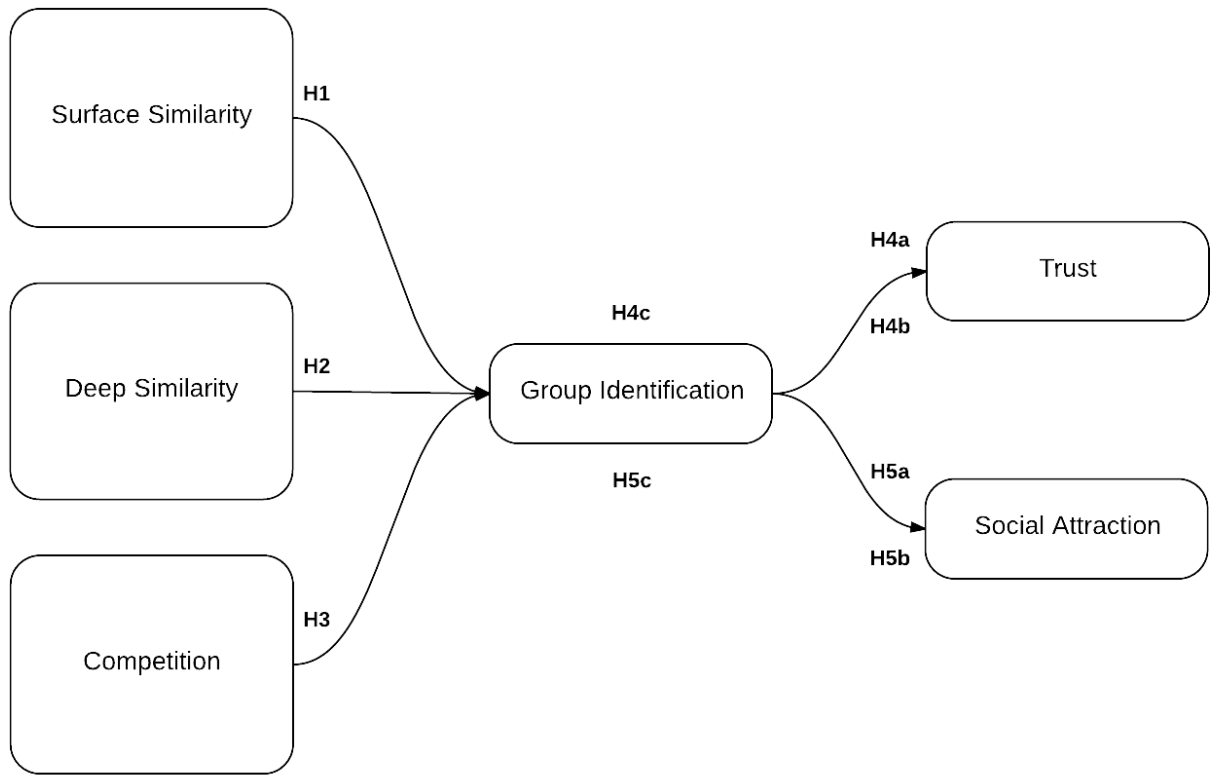 H1
Surface Similarity
H4a
Trust
H4c
H4b
H2
Deep Similarity
Group Identification
H5a
H5c
Social Attraction
H5b
H3
Competition